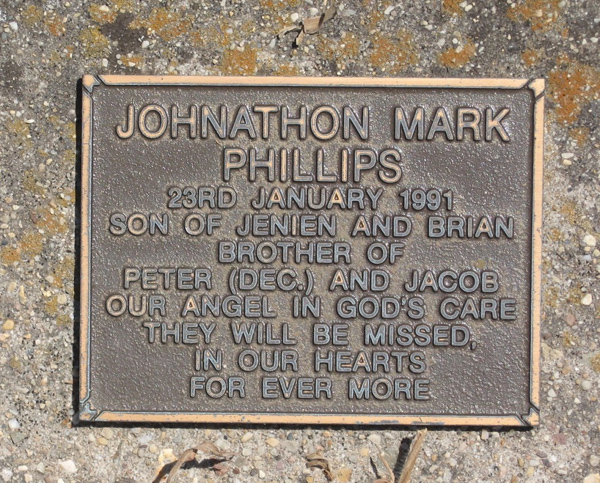 JOHNATHON MARK
PHILLIPS
23RD JANUARY 1991
SON OF JENIEN AND BRIAN
BROTHER OF
PETER (DEC.) AND JACOB
OUR ANGEL IN GOD'S CARE
THEY WILL BE MISSED,
IN OUR HEARTS
FOR EVER MORE